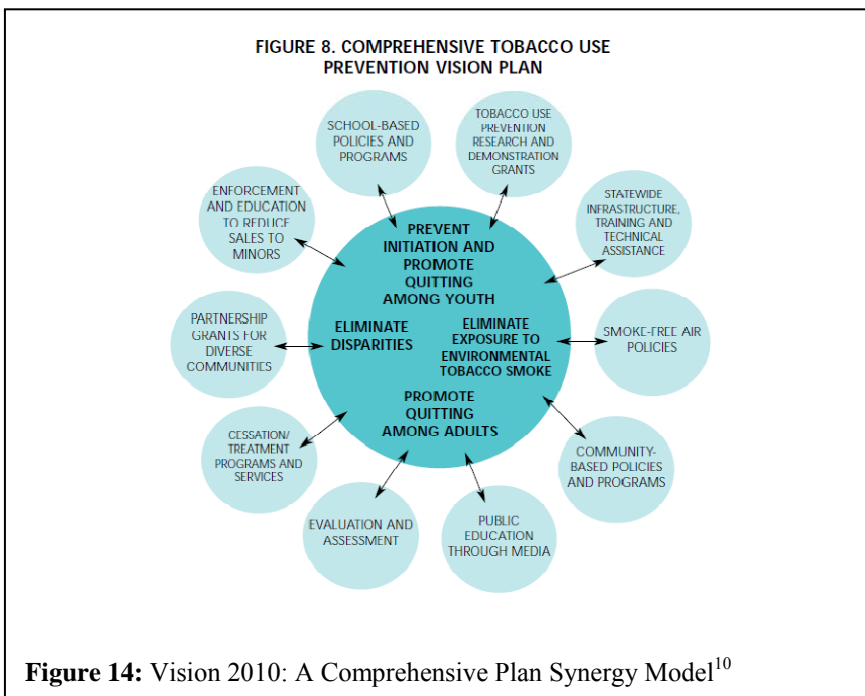 FIGURE 8. COMPREHENSIVE TOBACCO USE
PREVENTION VISION PLAN
SCHOOL-BASED
POLICIES AND
PROGRAMS
TOBACCO USE
PREVENTION
RESEARCH AND
DEMONSTRATION
GRANTS
ENFORCEMENT
AND EDUCATION
TO REDUCE
SALES TO
MINORS
STATEWIDE
INFRASTRUCTURE,
TRAINING AND
TECHNICAL
ASSISTANCE
PREVENT
INITIATION AND
PROMOTE
QUITTING
AMONG YOUTH
PARTNERSHIP
GRANTS FOR
DIVERSE
COMMUNITIES
ELIMINATE
DISPARITIES
ELIMINATE
EXPOSURE TO
ENVIRONMENTAL
TOBACCO SMOKE
SMOKE-FREE AIR
POLICIES
PROMOTE
QUITTING
AMONG ADULTS
CESSATION/
TREATMENT
PROGRAMS AND
SERVICES
COMMUNITY-
BASED POLICIES
AND PROGRAMS
EVALUATION AND
ASSESSMENT
PUBLIC
EDUCATION
THROUGH MEDIA
Figure 14: Vision 2010: A Comprehensive Plan Synergy Model10